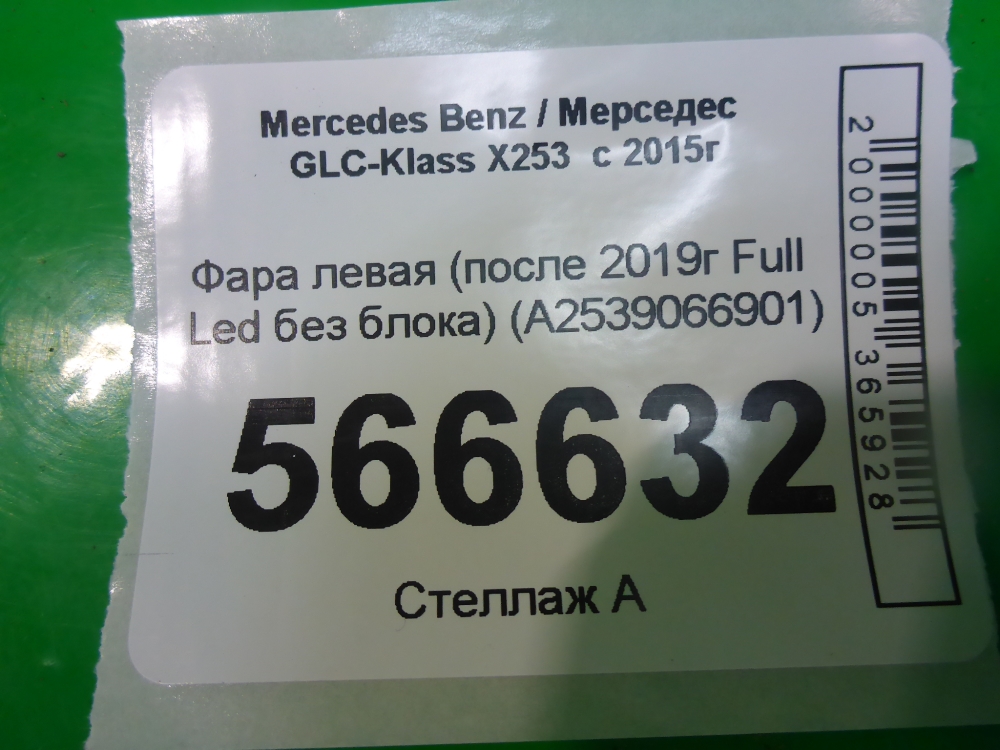 Mercedes Benz / Мерседес
GLC-Klass X253 с 2015г
Фара левая (после 2019г Full
Led без блока) (A2539066901)
566632
Стеллаж А
2000005365928